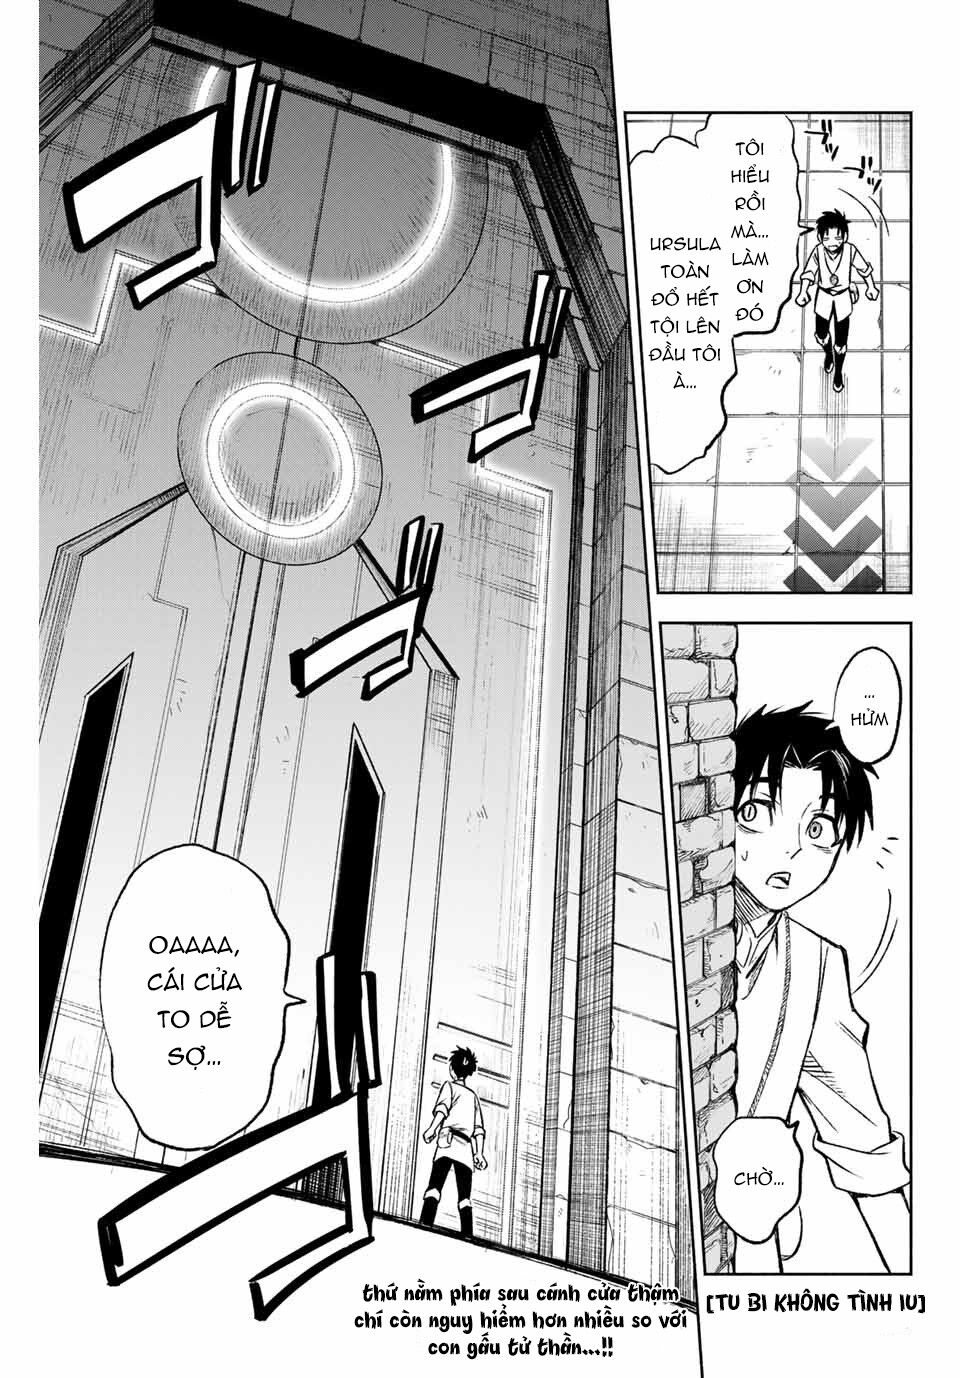 TÔI
HIỂU
RỒI
MÀ...
LÀM
ƠN
ĐÓ
URSULA
TOÀN
ĐỔ HẾT
TỘI LÊN
ĐẦU TÔI
À...
...
HỬM
CHỜ...
ゴ
ゴ
ゴ
ゴ
ゴ
OAAAA,
CÁI CỬA
TO DỄ
SỢ...
thứ nằm phía sau cánh cửa thậm
chí còn nguy hiểm hơn nhiều so với
con gấu tử thần...!!
[TU BI KHÔNG TÌNH IU]